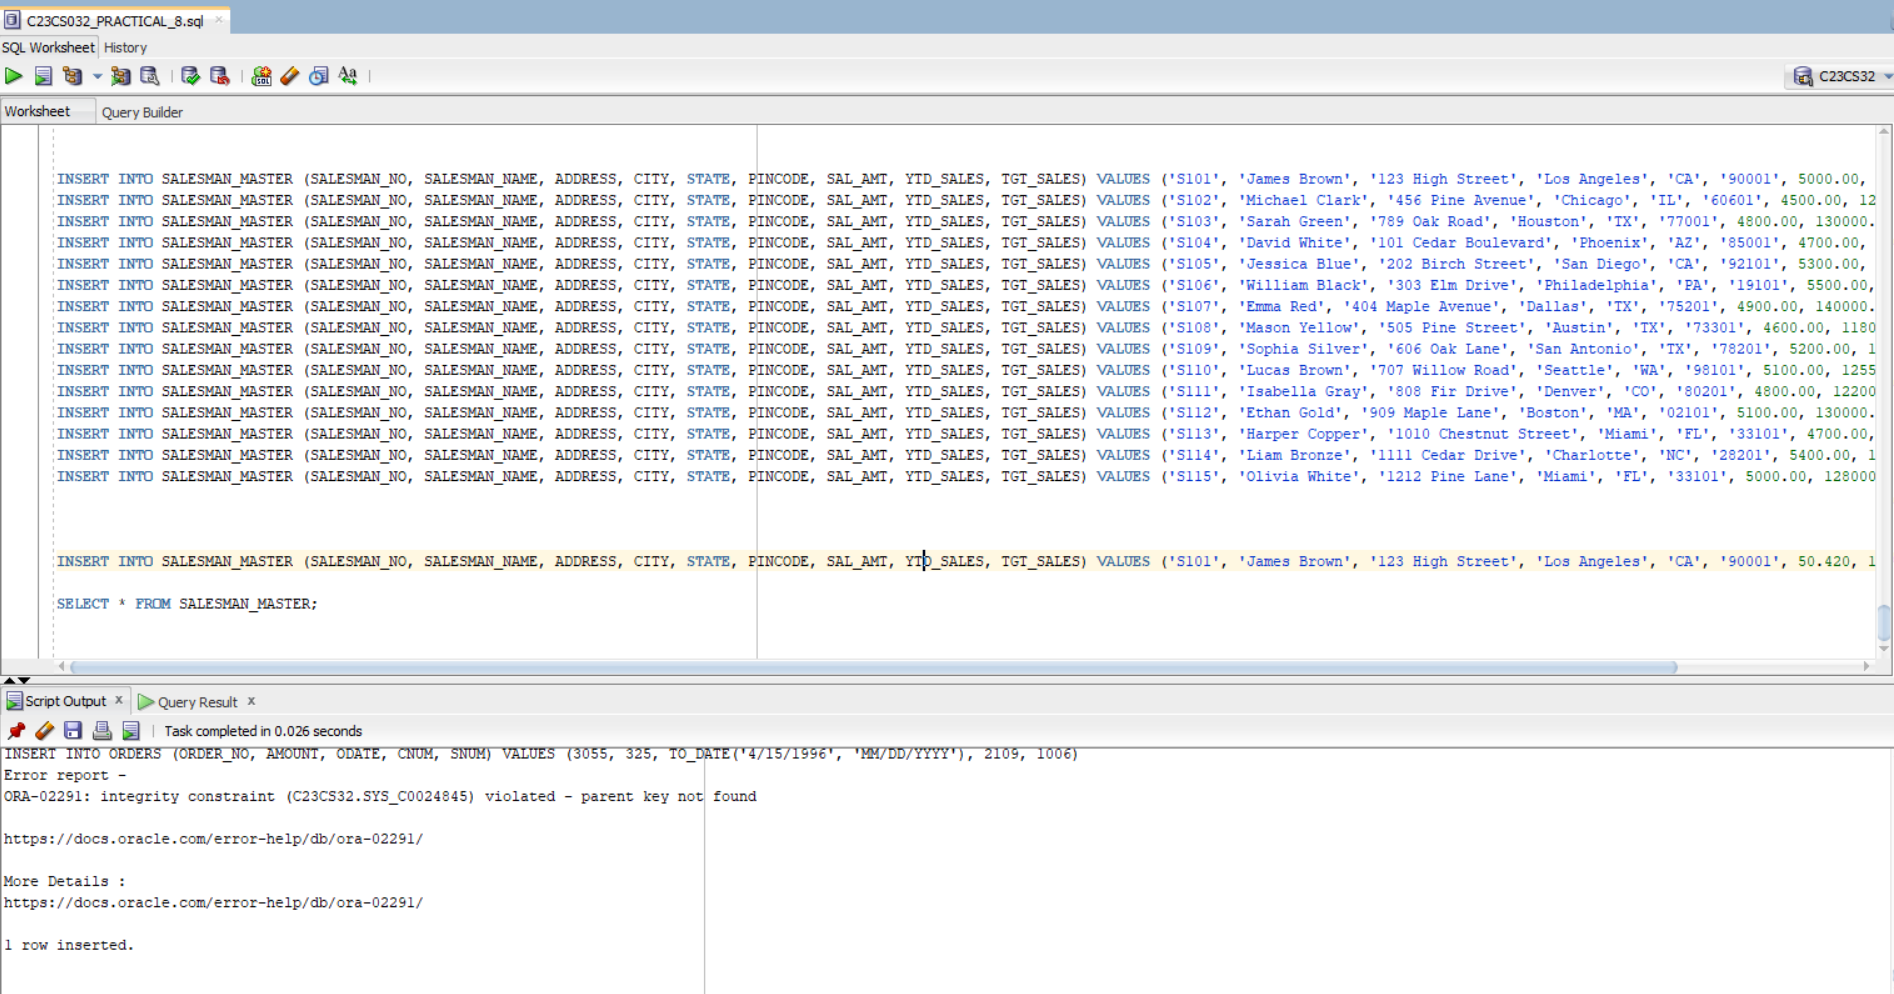 C23CS032_PRACTICAL_8.sql
SQL Worksheet History
C23CS32
Worksheet Query Builder
INSERT INTO SALESMAN_MASTER (SALESMAN_NO, SALESMAN_NAME, ADDRESS, CITY, STATE, PINCODE, SAL_AMT, YTD_SALES, TGT_SALES) VALUES ('S101', 'James Brown', '123 High Street', 'Los Angeles', 'CA', '90001', 5000.00,
INSERT INTO SALESMAN_MASTER (SALESMAN_NO, SALESMAN_NAME, ADDRESS, CITY, STATE, PINCODE, SAL_AMT, YTD_SALES, TGT_SALES) VALUES ('S102', 'Michael Clark', '456 Pine Avenue', 'Chicago', 'IL', '60601', 4500.00, 12
INSERT INTO SALESMAN_MASTER (SALESMAN_NO, SALESMAN_NAME, ADDRESS, CITY, STATE, PINCODE, SAL_AMT, YTD_SALES, TGT_SALES) VALUES ('S103', 'Sarah Green', '789 Oak Road', 'Houston', 'TX', '77001', 4800.00, 130000.
INSERT INTO SALESMAN_MASTER (SALESMAN_NO, SALESMAN_NAME, ADDRESS, CITY, STATE, PINCODE, SAL_AMT, YTD_SALES, TGT_SALES) VALUES ('S104', 'David White', '101 Cedar Boulevard', 'Phoenix', 'AZ', '85001', 4700.00,
INSERT INTO SALESMAN_MASTER (SALESMAN_NO, SALESMAN_NAME, ADDRESS, CITY, STATE, PINCODE, SAL_AMT, YTD_SALES, TGT_SALES) VALUES ('S105', 'Jessica Blue', '202 Birch Street', 'San Diego', 'CA', '92101', 5300.00,
INSERT INTO SALESMAN_MASTER (SALESMAN_NO, SALESMAN_NAME, ADDRESS, CITY, STATE, PINCODE, SAL_AMT, YTD_SALES, TGT_SALES) VALUES ('S106', 'William Black', '303 Elm Drive', 'Philadelphia', 'PA', '19101', 5500.00,
INSERT INTO SALESMAN_MASTER (SALESMAN_NO, SALESMAN_NAME, ADDRESS, CITY, STATE, PINCODE, SAL_AMT, YTD_SALES, TGT_SALES) VALUES ('S107', 'Emma Red', '404 Maple Avenue', 'Dallas', 'TX', '75201', 4900.00, 140000.
INSERT INTO SALESMAN_MASTER (SALESMAN_NO, SALESMAN_NAME, ADDRESS, CITY, STATE, PINCODE, SAL_AMT, YTD_SALES, TGT_SALES) VALUES ('S108', 'Mason Yellow', '505 Pine Street', 'Austin', 'TX', '73301', 4600.00, 1180
INSERT INTO SALESMAN_MASTER (SALESMAN_NO, SALESMAN_NAME, ADDRESS, CITY, STATE, PINCODE, SAL_AMT, YTD_SALES, TGT_SALES) VALUES ('S109', 'Sophia Silver', '606 Oak Lane', 'San Antonio', 'TX', '78201', 5200.00, 1
INSERT INTO SALESMAN_MASTER (SALESMAN_NO, SALESMAN_NAME, ADDRESS, CITY, STATE, PINCODE, SAL_AMT, YTD_SALES, TGT_SALES) VALUES ('S110', 'Lucas Brown', '707 Willow Road', 'Seattle', 'WA', '98101', 5100.00, 1255
INSERT INTO SALESMAN_MASTER (SALESMAN_NO, SALESMAN_NAME, ADDRESS, CITY, STATE, PINCODE, SAL_AMT, YTD_SALES, TGT_SALES) VALUES ('S111', 'Isabella Gray', '808 Fir Drive', 'Denver', 'CO', '80201', 4800.00, 12200
INSERT INTO SALESMAN_MASTER (SALESMAN_NO, SALESMAN_NAME, ADDRESS, CITY, STATE, PINCODE, SAL_AMT, YTD_SALES, TGT_SALES) VALUES ('S112', 'Ethan Gold', '909 Maple Lane', 'Boston', 'MA', '02101', 5100.00, 130000.
INSERT INTO SALESMAN_MASTER (SALESMAN_NO, SALESMAN_NAME, ADDRESS, CITY, STATE, PINCODE, SAL_AMT, YTD_SALES, TGT_SALES) VALUES ('S113', 'Harper Copper', '1010 Chestnut Street', 'Miami', 'FL', '33101', 4700.00,
INSERT INTO SALESMAN_MASTER (SALESMAN_NO, SALESMAN_NAME, ADDRESS, CITY, STATE, PINCODE, SAL_AMT, YTD_SALES, TGT_SALES) VALUES ('S114', 'Liam Bronze', '1111 Cedar Drive', 'Charlotte', 'NC', '28201', 5400.00, 1
INSERT INTO SALESMAN_MASTER (SALESMAN_NO, SALESMAN_NAME, ADDRESS, CITY, STATE, PINCODE, SAL_AMT, YTD_SALES, TGT_SALES) VALUES ('S115', 'Olivia White', '1212 Pine Lane', 'Miami', 'FL', '33101', 5000.00, 128000
INSERT INTO SALESMAN_MASTER (SALESMAN_NO, SALESMAN_NAME, ADDRESS, CITY, STATE, PINCODE, SAL_AMT, YTD_SALES, TGT_SALES) VALUES ('S101', 'James Brown', '123 High Street', 'Los Angeles', 'CA', '90001', 50.420, 1
SELECT * FROM SALESMAN_MASTER;
Script Output x Query Result x
Task completed in 0.026 seconds
INSERT INTO ORDERS (ORDER_NO, AMOUNT, ODATE, CNUM, SNUM) VALUES (3055, 325, TO_DATE('4/15/1996', 'MM/DD/YYYY'), 2109, 1006)
Error report -
ORA-02291: integrity constraint (C23CS32.SYS_C0024845) violated - parent key not found
https://docs.oracle.com/error-help/db/ora-02291/
More Details :
https://docs.oracle.com/error-help/db/ora-02291/
1 row inserted.